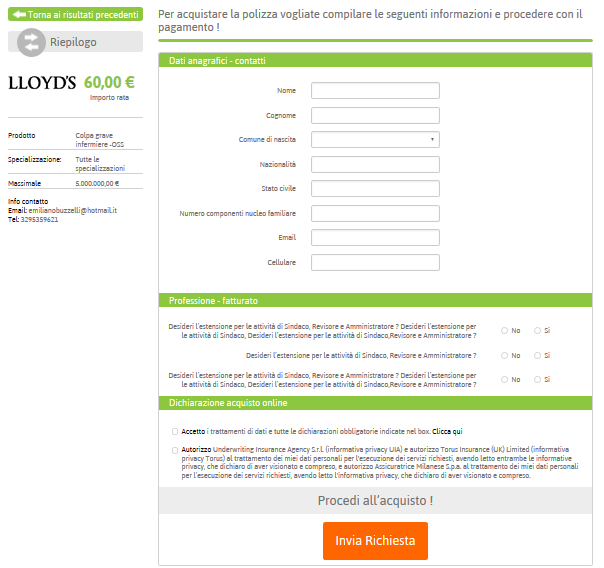 Torna ai risultati precedenti
Riepilogo
LLOYD'S 60,00 €
Importo rata
Prodotto Colpa grave
infermiere -OSS
Specializzazione: Tutte le
specializzazioni
Massimale 5.000.000,00 €
Info contatto
Email: emilianobuzzelli@hotmail.it
Tel: 3295359621
Per acquistare la polizza vogliate compilare le seguenti informazioni e procedere con il
pagamento !
Dati anagrafici - contatti
Nome
Cognome
Comune di nascita
Nazionalità
Stato civile
Numero componenti nucleo familiare
Email
Cellulare
Professione - fatturato
Desideri l'estensione per le attività di Sindaco, Revisore e Amministratore ? Desideri l'estensione per
le attività di Sindaco, Desideri l'estensione per le attività di Sindaco,Revisore e Amministratore ? No Si
Desideri l'estensione per le attività di Sindaco,Revisore e Amministratore ? No Si
Desideri l'estensione per le attività di Sindaco, Revisore e Amministratore ? Desideri l'estensione per
le attività di Sindaco, Desideri l'estensione per le attività di Sindaco,Revisore e Amministratore ? No Si
Dichiarazione acquisto online
Accetto i trattamenti di data e tutte le dichiarazioni obbligatorie indicate nel box. Clicca qui
Autorizzo Underwriting Insurance Agency S.r.l. (informativa privacy UIA) e autorizzo Torus Insurance (UK) Limited (informativa
privacy Torus) al trattamento dei miei dati personali per l'esecuzione dei servizi richiesti, avendo letto entrambe le informative
privacy, che dichiaro di aver visionato e compreso, e autorizzo Assicuratrice Milanese S.p.a. al trattamento dei miei dati personali
per l'esecuzione dei servizi richiesti, avendo letto l'informativa privacy, che dichiaro di aver visionato e compreso.
Procedi all'acquisto !
Invia Richiesta